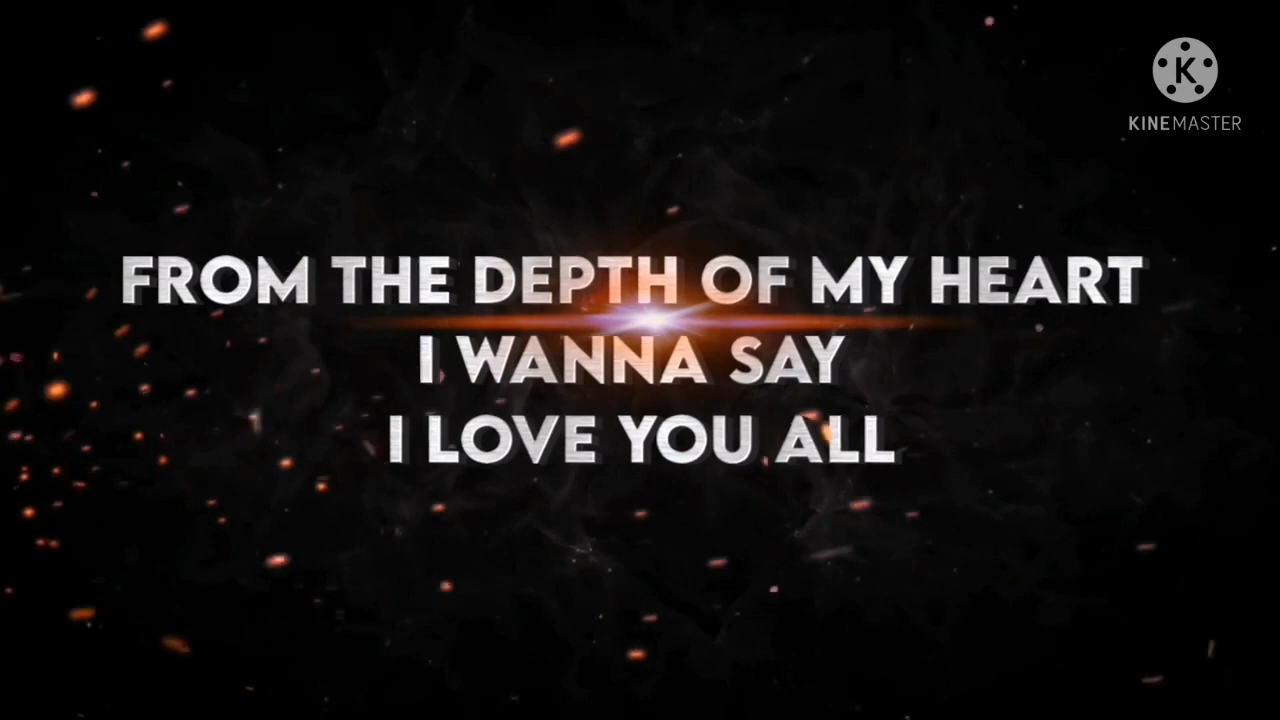 K
KINEMASTER
FROM THE DEPTH OF MY HEART
I WANNA SAY
I LOVE YOU ALL